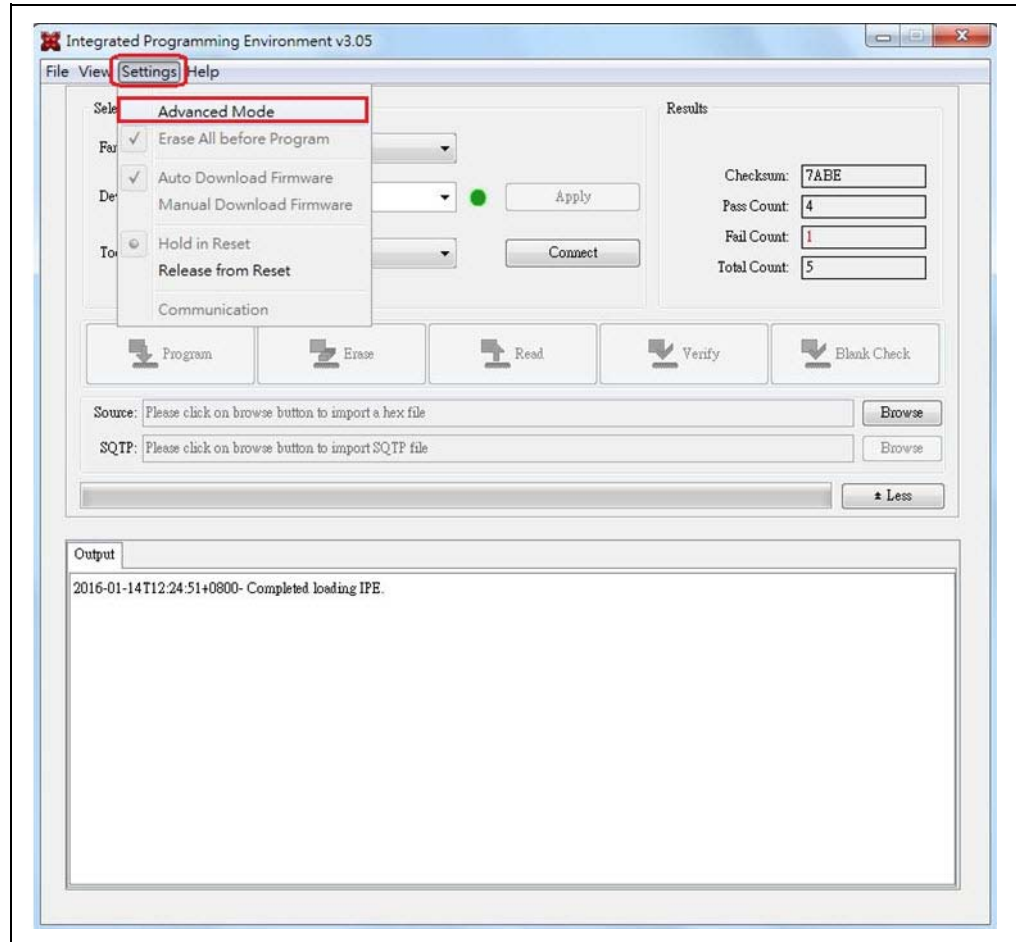 Integrated Programming Environment v3.05
File View Settings Help
Advanced Mode
Erase All before Program
Auto Download Firmware
Manual Download Firmware
Hold in Reset
Release from Reset
Communication
Apply
Connect
Results
Checksum: 7ABE
Pass Count: 4
Fail Count: 1
Total Count: 5
Program Erase Read Verify Blank Check
Source: Please click on browse button to import a hex file Browse
SQTP: Please click on browse button to import SQTP file Browse
Less
Output
2016-01-14T12:24:51+0800- Completed loading IPE.